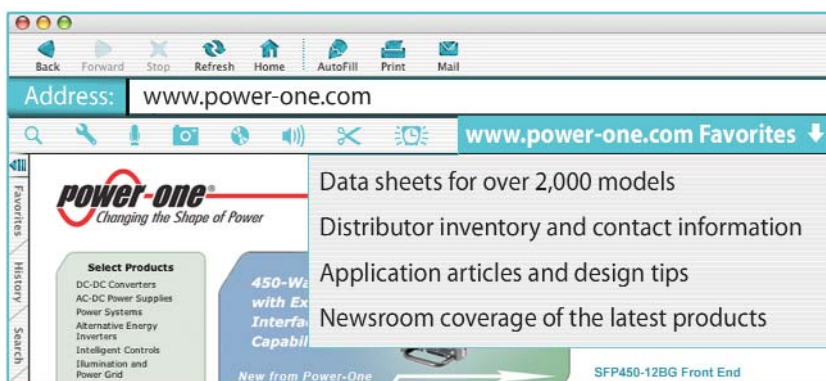 Back Forward Stop Refresh Home AutoFill Print Mail
Address: www.power-one.com
www.power-one.com Favorites
Favorites
History
Search
power-one®
Changing the Shape of Power
Data sheets for over 2,000 models
Distributor inventory and contact information
Application articles and design tips
Newsroom coverage of the latest products
Select Products
DC-DC Converters
AC-DC Power Supplies
Power Systems
Alternative Energy
Inverters
Intelligent Controls
Illumination and
Power Grid
with
New from Power-One
SFP450-12BG Front End